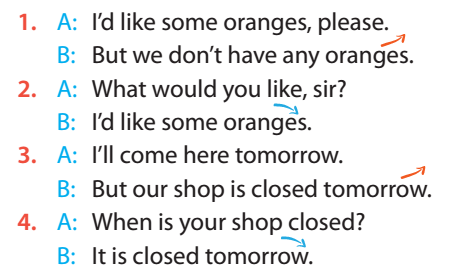 1. A: I'd like some oranges, please.
B: But we don't have any oranges.
2. A: What would you like, sir?
B: I'd like some oranges.
3. A: I'll come here tomorrow.
B: But our shop is closed tomorrow.
4. A: When is your shop closed?
B: It is closed tomorrow.